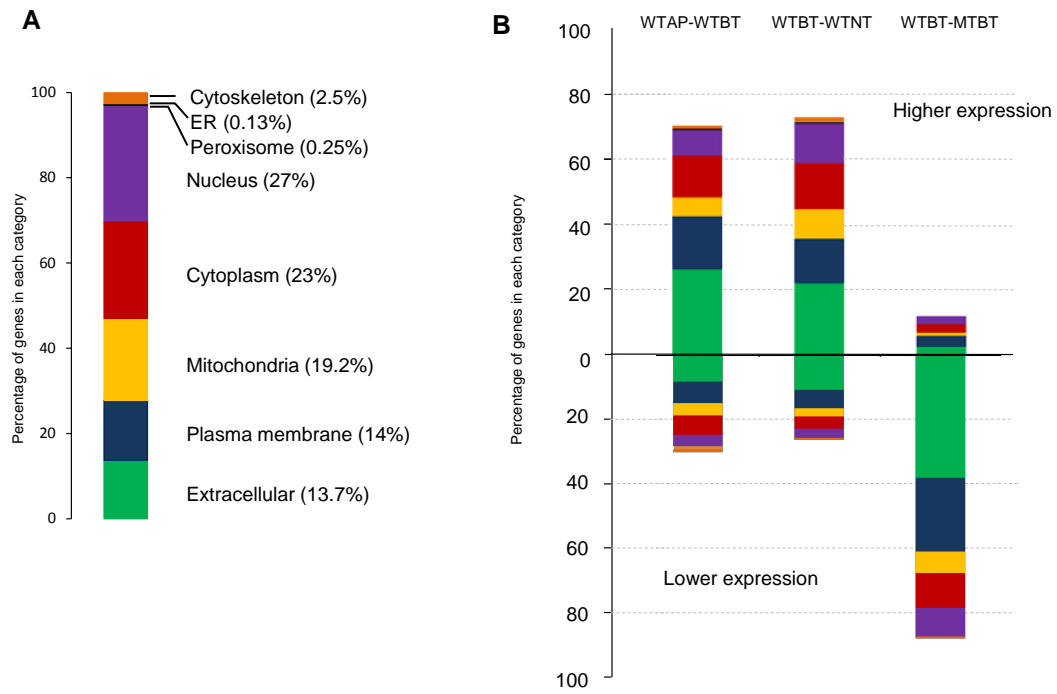 A
Percentage of genes in each category
100
80
60
40
20
0
Cytoskeleton (2.5%)
ER (0.13%)
Peroxisome (0.25%)
Nucleus (27%)
Cytoplasm (23%)
Mitochondria (19.2%)
Plasma membrane (14%)
Extracellular (13.7%)
B
WTAP-WTBT WTBT-WTNT WTBT-MTBT
Percentage of genes in each category
100
80
60
40
20
0
20
40
60
80
100
Higher expression
Lower expression